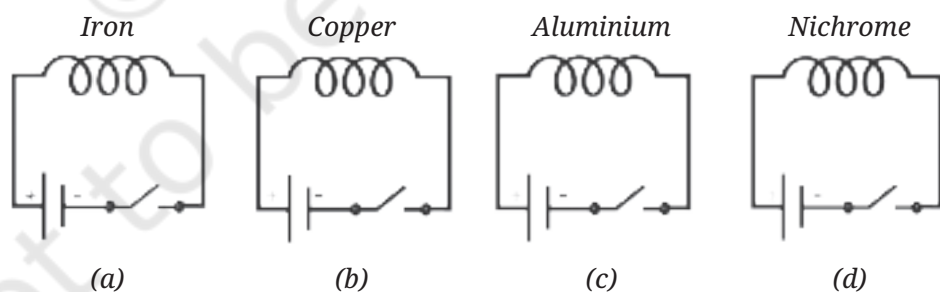 Iron Copper Aluminium Nichrome
+ - + - + - -
(a) (b) (c) (d)